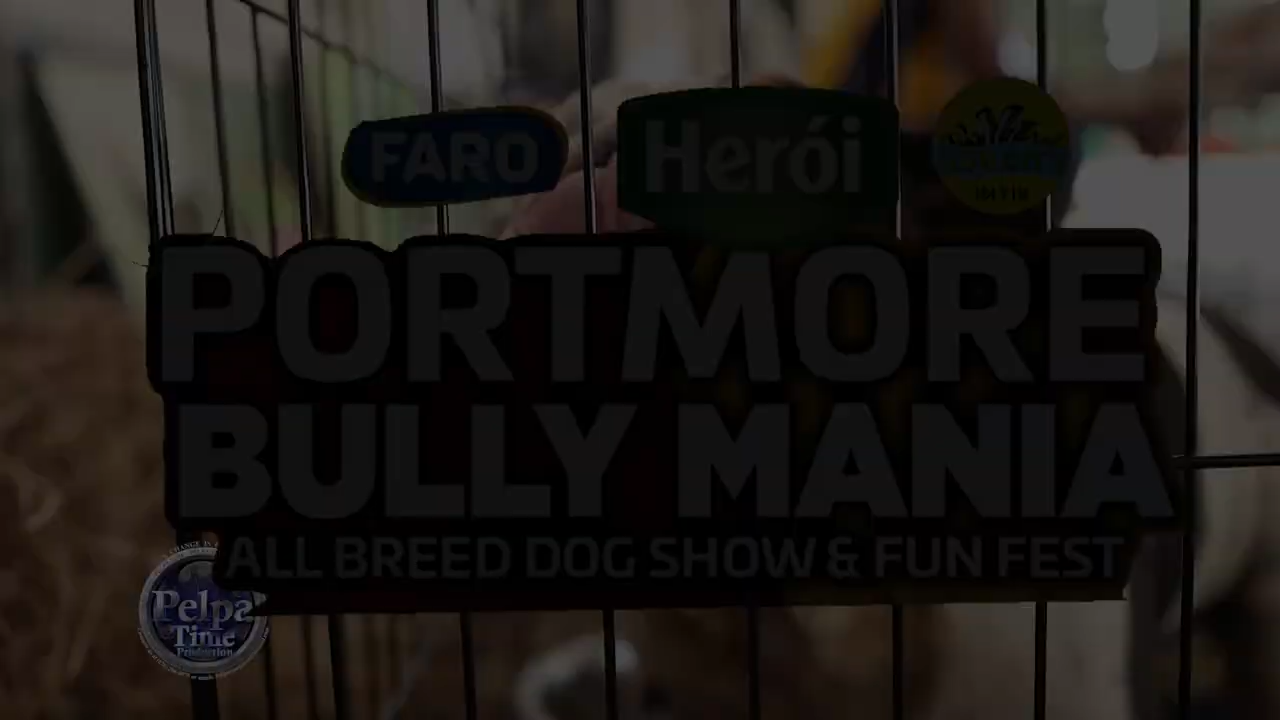 FARO
Herói
PORTMORE
BULLY MANIA
ALL BREED DOG SHOW & FUN FEST
Pelpa
Time
Production